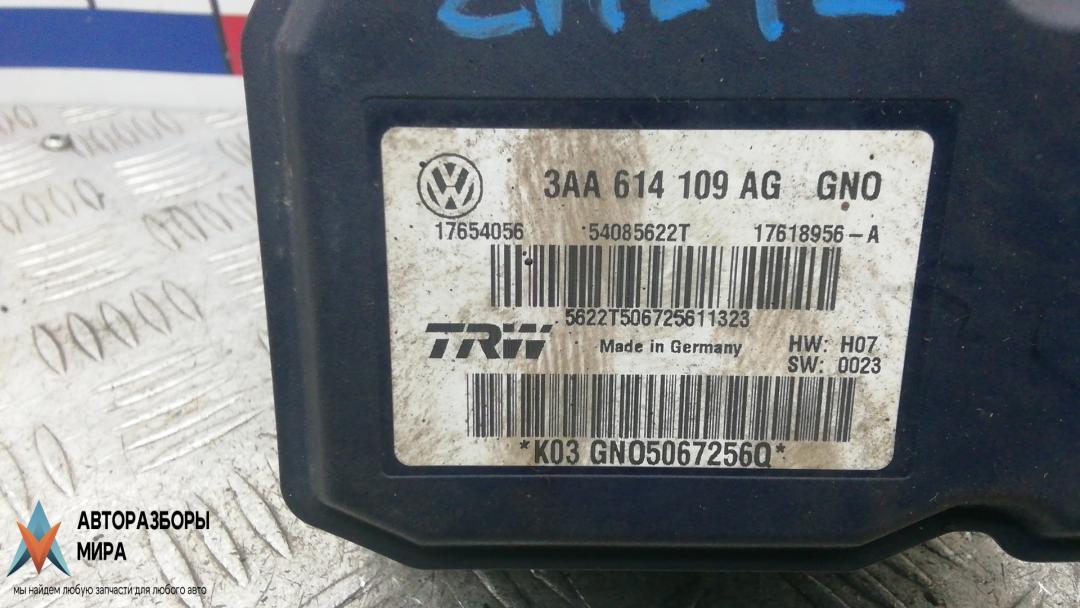 3AA 614 109 AG GNO
17654056 54085622T 17618956-A
5622T506725611323
TRW Made in Germany HW: H07
SW: 0023
*K03 GNO5067256Q*
АВТОРАЗБОРЫ
МИРА
мы найдем любую запчасти для любого авто